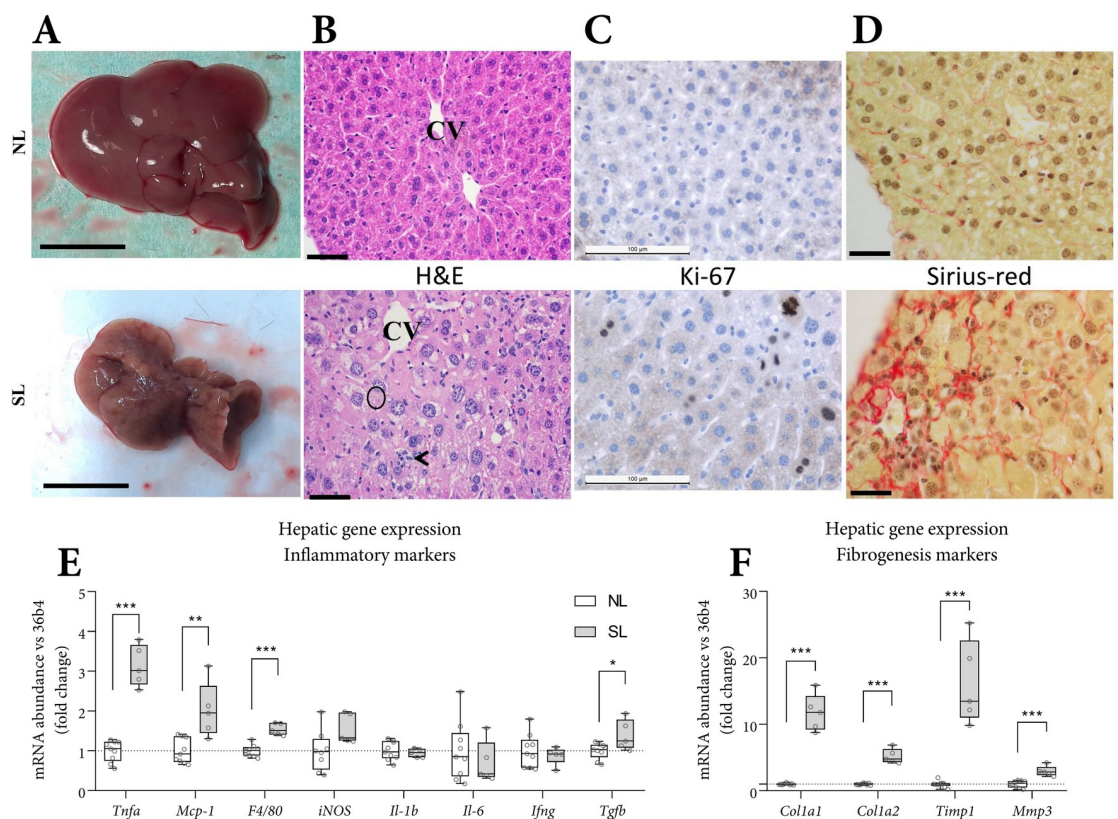 A B C D
NL
CV
100 µm
H&E Ki-67 Sirius-red
SL
CV
100 µm
Hepatic gene expression
Inflammatory markers
Hepatic gene expression
Fibrogenesis markers
E
mRNA abundance vs 36b4
(fold change)
5
4
3
2
1
0
***
**
***
*
NL
SL
Tnfa Mcp-1 F4/80 iNOS Il-1b Il-6 Ifng Tgfb
F
mRNA abundance vs 36b4
(fold change)
30
20
10
0
***
***
***
***
Col1a1 Col1a2 Timp1 Mmp3